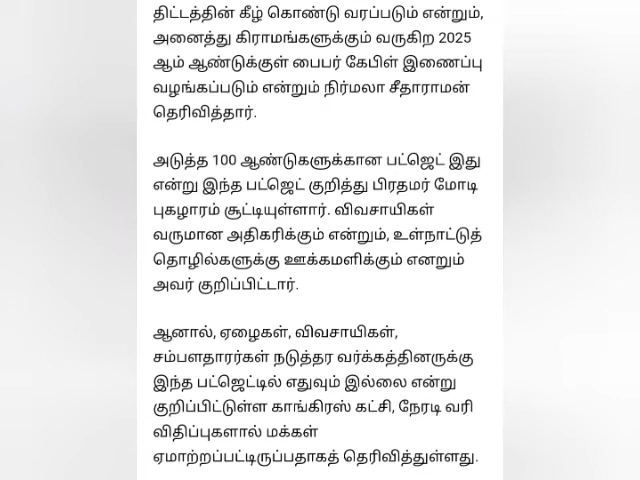 திட்டத்தின் கீழ் கொண்டு வரப்படும் என்றும்,
அனைத்து கிராமங்களுக்கும் வருகிற 2025
ஆம் ஆண்டுக்குள் பைபர் கேபிள் இணைப்பு
வழங்கப்படும் என்றும் நிர்மலா சீதாராமன்
தெரிவித்தார்.
அடுத்த 100 ஆண்டுகளுக்கான பட்ஜெட் இது
என்று இந்த பட்ஜெட் குறித்து பிரதமர் மோடி
புகழாரம் சூட்டியுள்ளார். விவசாயிகள்
வருமான அதிகரிக்கும் என்றும், உள்நாட்டுத்
தொழில்களுக்கு ஊக்கமளிக்கும் எனறும்
அவர் குறிப்பிட்டார்.
ஆனால், ஏழைகள், விவசாயிகள்,
சம்பளதாரர்கள் நடுத்தர வர்க்கத்தினருக்கு
இந்த பட்ஜெட்டில் எதுவும் இல்லை என்று
குறிப்பிட்டுள்ள காங்கிரஸ் கட்சி, நேரடி வரி
விதிப்புகளால் மக்கள்
ஏமாற்றப்பட்டிருப்பதாகத் தெரிவித்துள்ளது.